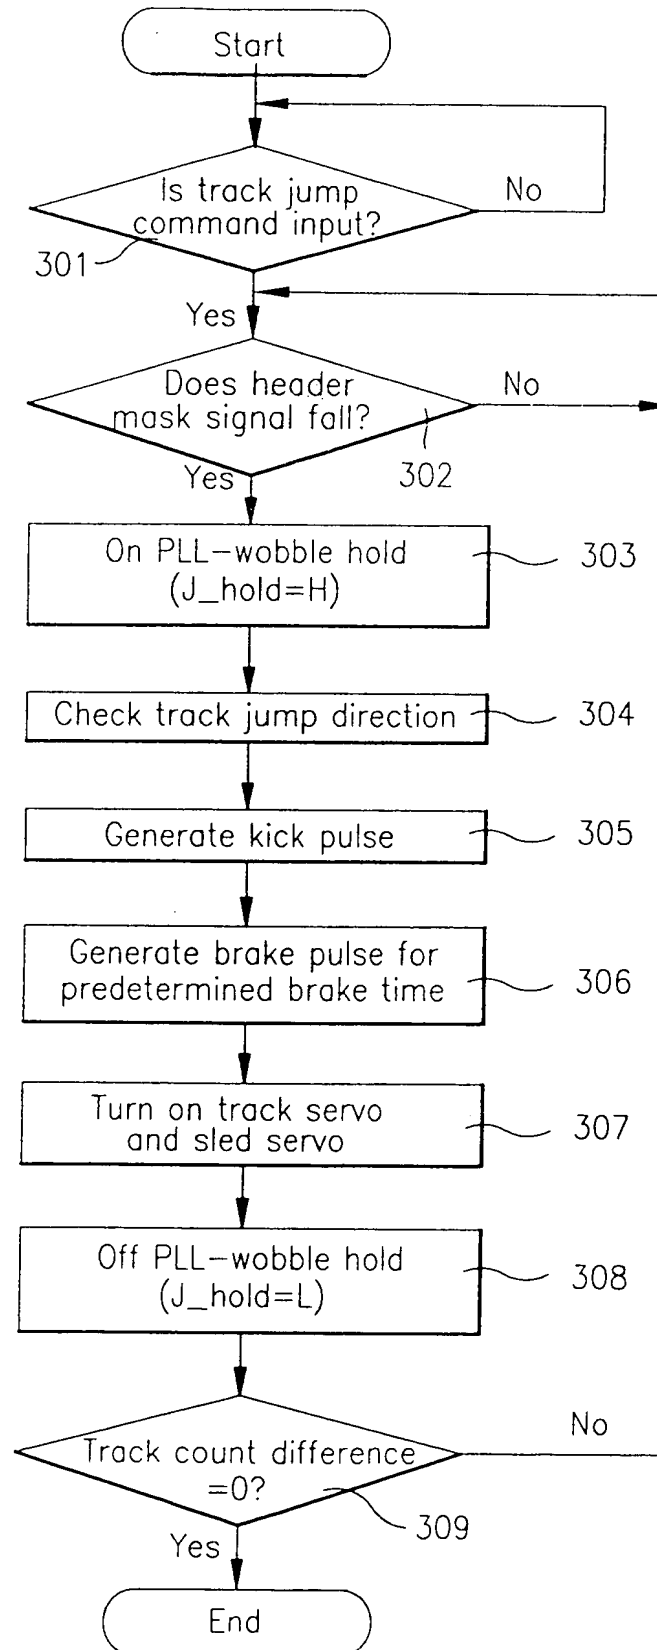 Start
Is track jump
command input?
No
301
Yes
Does header
mask signal fall?
No
302
Yes
On PLL-wobble hold
(J_hold=H)
303
Check track jump direction
304
Generate kick pulse
305
Generate brake pulse for
predetermined brake time
306
Turn on track servo
and sled servo
307
Off PLL-wobble hold
(J_hold=L)
308
Track count difference
=0?
No
309
Yes
End